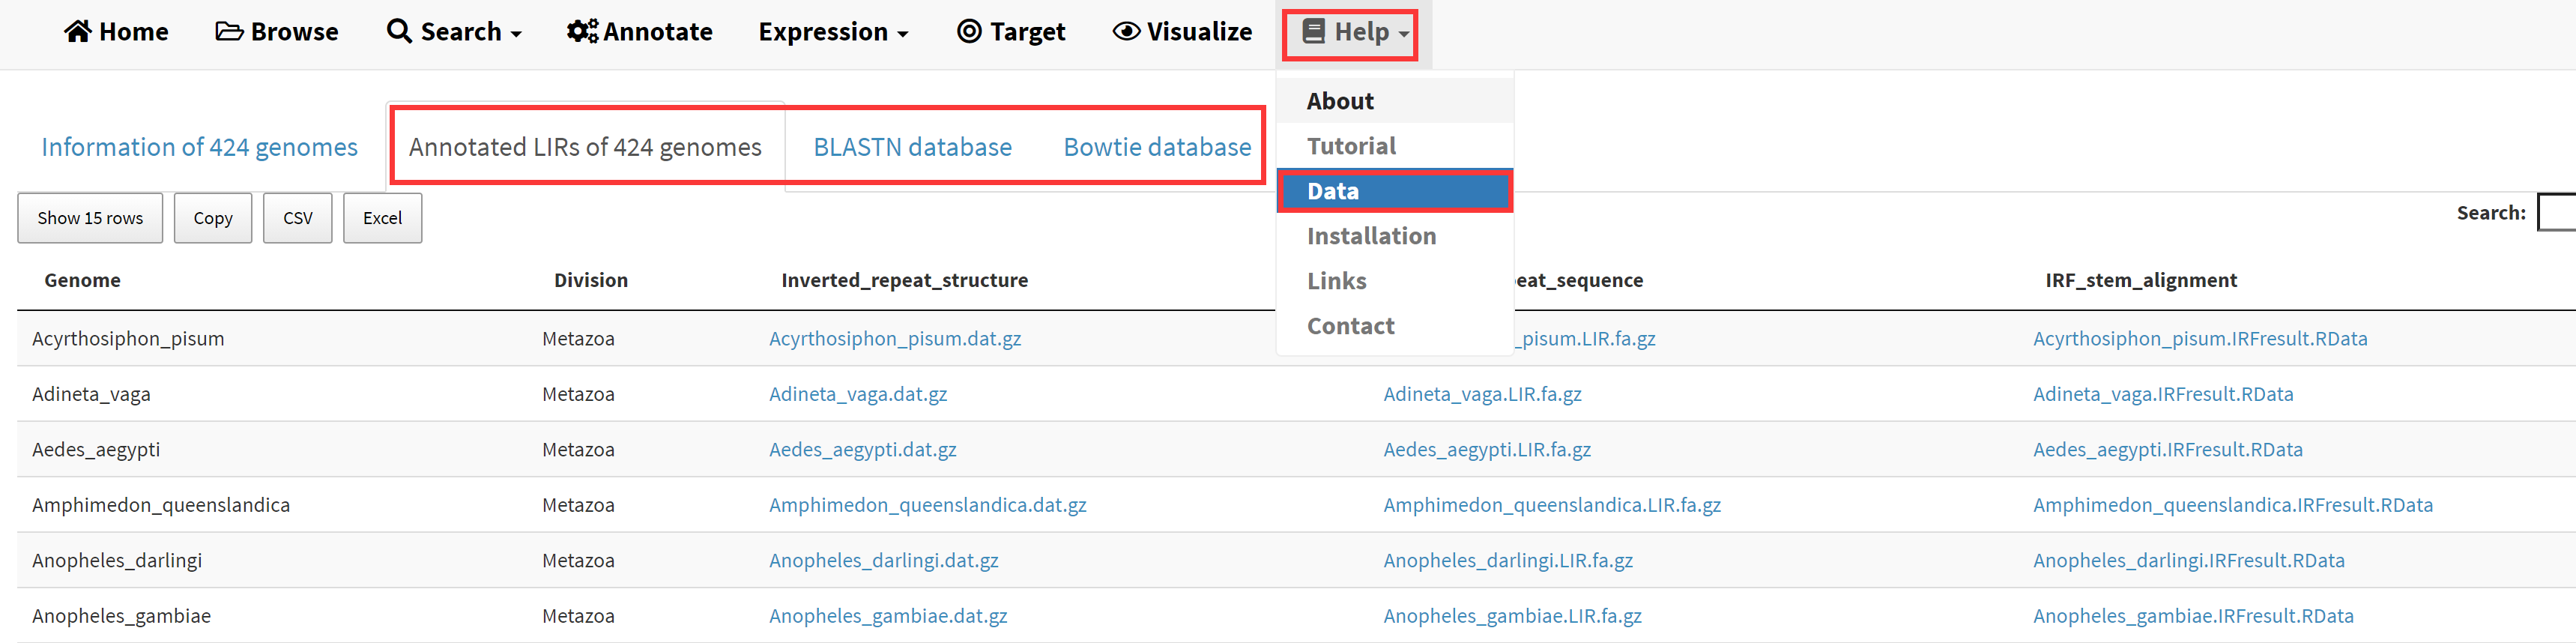 Home Browse Search Annotate Expression Target Visualize Help
About
Information of 424 genomes Annotated LIRs of 424 genomes BLASTN database Bowtie database Tutorial
Data
Show 15 rows Copy CSV Excel Search:
Installation
Genome Division Inverted_repeat_structure Links eat_sequence IRF_stem_alignment
Contact
Acyrthosiphon_pisum Metazoa Acyrthosiphon_pisum.dat.gz _pisum.LIR.fa.gz Acyrthosiphon_pisum.IRFresult.RData
Adineta_vaga Metazoa Adineta_vaga.dat.gz Adineta_vaga.LIR.fa.gz Adineta_vaga.IRFresult.RData
Aedes_aegypti Metazoa Aedes_aegypti.dat.gz Aedes_aegypti.LIR.fa.gz Aedes_aegypti.IRFresult.RData
Amphimedon_queenslandica Metazoa Amphimedon_queenslandica.dat.gz Amphimedon_queenslandica.LIR.fa.gz Amphimedon_queenslandica.IRFresult.RData
Anopheles_darlingi Metazoa Anopheles_darlingi.dat.gz Anopheles_darlingi.LIR.fa.gz Anopheles_darlingi.IRFresult.RData
Anopheles_gambiae Metazoa Anopheles_gambiae.dat.gz Anopheles_gambiae.LIR.fa.gz Anopheles_gambiae.IRFresult.RData